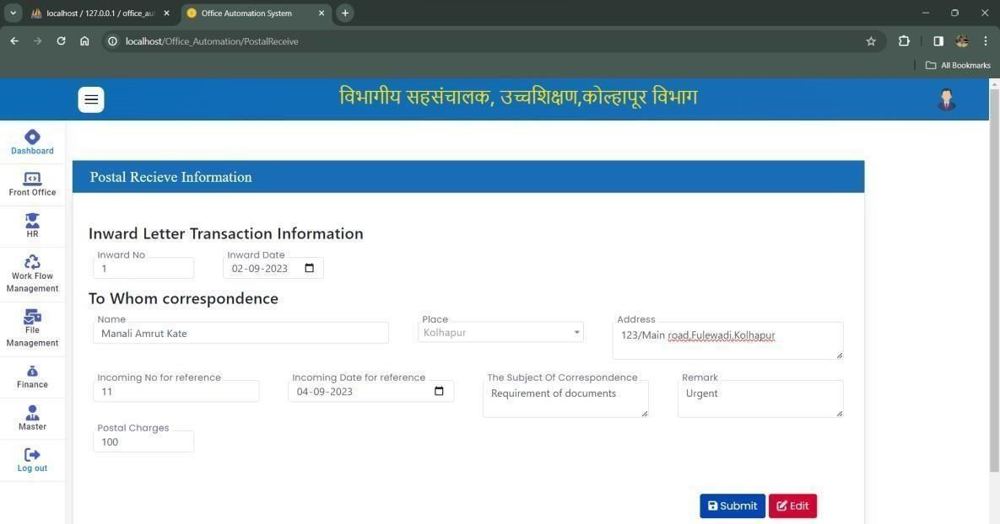 localhost / 127.0.0.1 / office_au
Office Automation System
localhost/Office_Automation/PostalReceive
All Bookmarks
विभागीय सहसंचालक, उच्चशिक्षण,कोल्हापूर विभाग
Dashboard
Front Office
HR
Work Flow
Management
File
Management
Finance
Master
Log out
Postal Recieve Information
Inward Letter Transaction Information
Inward No
1
Inward Date
02-09-2023
To Whom correspondence
Name
Manali Amrut Kate
Place
Kolhapur
Address
123/Main road,Fulewadi,Kolhapur
Incoming No for reference
11
Incoming Date for reference
04-09-2023
The Subject Of Correspondence
Requirement of documents
Remark
Urgent
Postal Charges
100
Submit
Edit